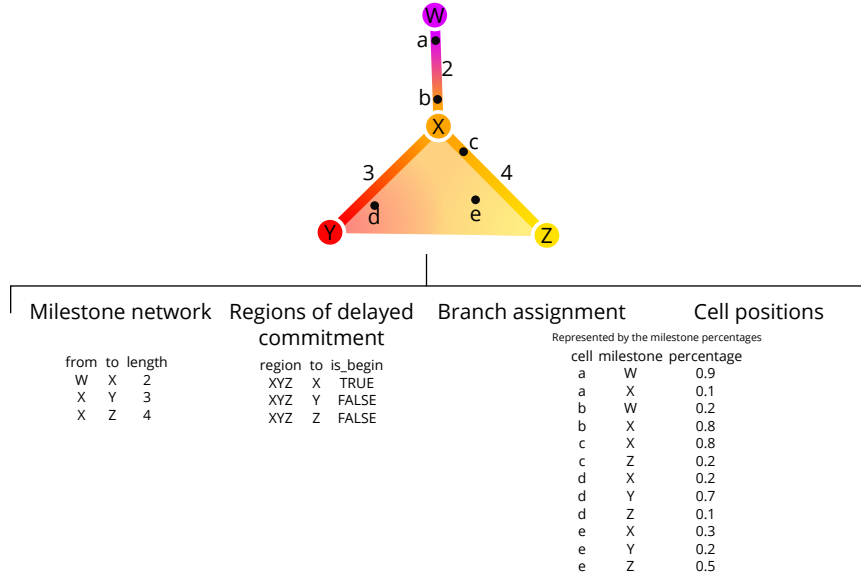 W
a
2
b
X
c
3
4
d
e
Y
Z
Milestone network
from to length
W X 2
X Y 3
X Z 4
Regions of delayed
commitment
region to is_begin
XYZ X TRUE
XYZ Y FALSE
XYZ Z FALSE
Branch assignment
Cell positions
Represented by the milestone percentages
cell milestone percentage
a W 0.9
a X 0.1
b W 0.2
b X 0.8
c X 0.8
c Z 0.2
d X 0.2
d Y 0.7
d Z 0.1
e X 0.3
e Y 0.2
e Z 0.5